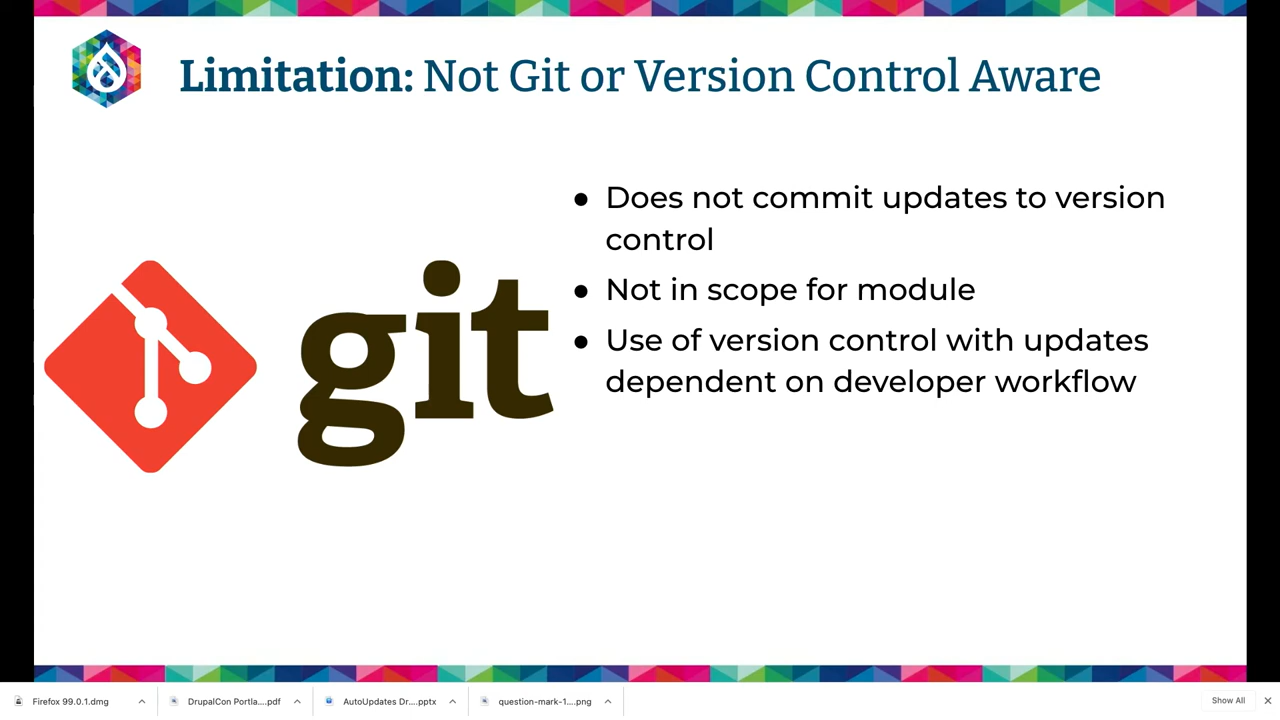 Limitation: Not Git or Version Control Aware
● Does not commit updates to version
control
● Not in scope for module
● Use of version control with updates
dependent on developer workflow
git
Firefox 99.0.1.dmg
DrupalCon Portla....pdf
AutoUpdates Dr....pptx
question-mark-1....png
Show All